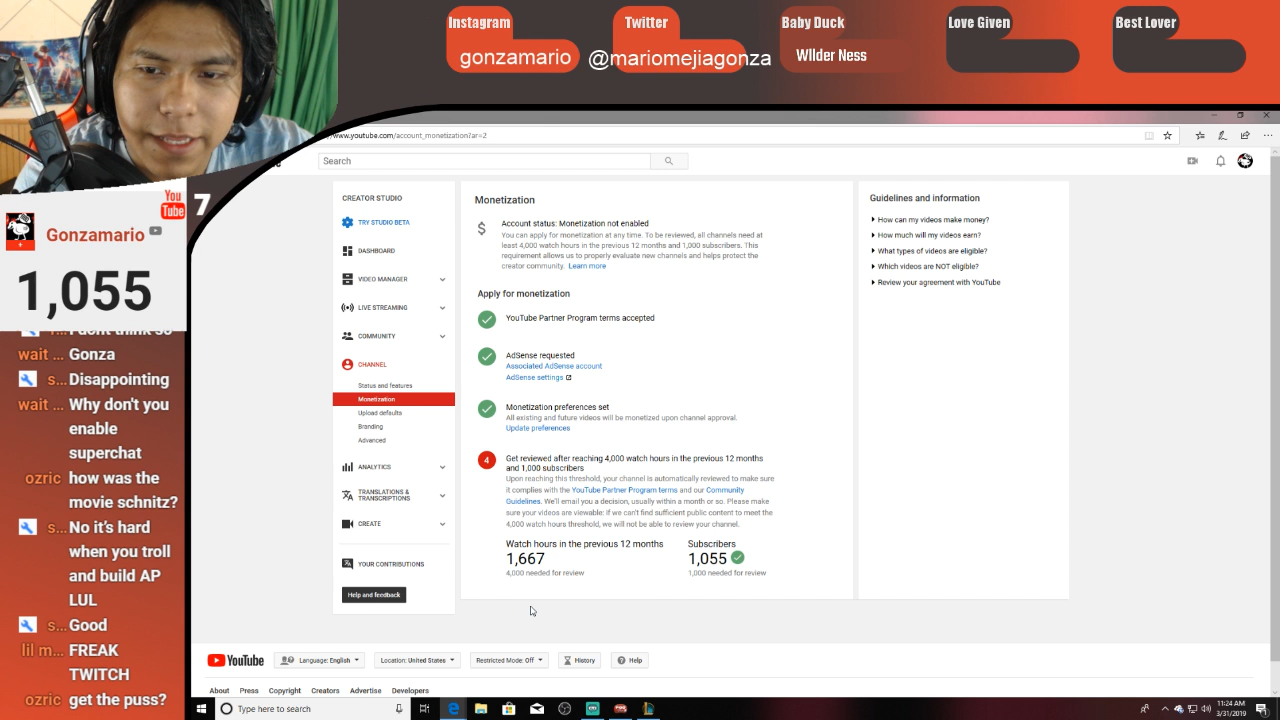 Instagram
gonzamario
Twitter
@mariomejiagonza
Baby Duck
WIlder Ness
Love Given
Best Lover
www.youtube.com/account_monetization?ar=2
Search
You
Tube
7
Gonzamario
1,055
wait ... Gonza
s... Disappointing
wait ... Why don't you
enable
superchat
ozric how was the
movie schnitz?
s... No it's hard
when you troll
and build AP
LUL
s... Good
lil m... FREAK
TWITCH
ozric get the puss?
CREATOR STUDIO
TRY STUDIO BETA
DASHBOARD
VIDEO MANAGER
LIVE STREAMING
COMMUNITY
CHANNEL
Status and features
Monetization
Upload defaults
Branding
Advanced
ANALYTICS
TRANSLATIONS &
TRANSCRIPTIONS
CREATE
YOUR CONTRIBUTIONS
Help and feedback
Monetization
$
Account status: Monetization not enabled
You can apply for monetization at any time. To be reviewed, all channels need at
least 4,000 watch hours in the previous 12 months and 1,000 subscribers. This
requirement allows us to properly evaluate new channels and helps protect the
creator community. Learn more
Apply for monetization
YouTube Partner Program terms accepted
AdSense requested
Associated AdSense account
AdSense settings
Monetization preferences set
All existing and future videos will be monetized upon channel approval.
Update preferences
4
Get reviewed after reaching 4,000 watch hours in the previous 12 months
and 1,000 subscribers
Upon reaching this threshold, your channel is automatically reviewed to make sure
it complies with the YouTube Partner Program terms and our Community
Guidelines. We'll email you a decision, usually within a month or so. Please make
sure your videos are viewable: if we can't find sufficient public content to meet the
4,000 watch hours threshold, we will not be able to review your channel.
Watch hours in the previous 12 months
1,667
4,000 needed for review
Subscribers
1,055
1,000 needed for review
Guidelines and information
How can my videos make money?
How much will my videos earn?
What types of videos are eligible?
Which videos are NOT eligible?
Review your agreement with YouTube
YouTube
Language: English
Location: United States
Restricted Mode: Off
History
Help
About Press Copyright Creators Advertise Developers
Type here to search
11:24 AM
3/31/2019